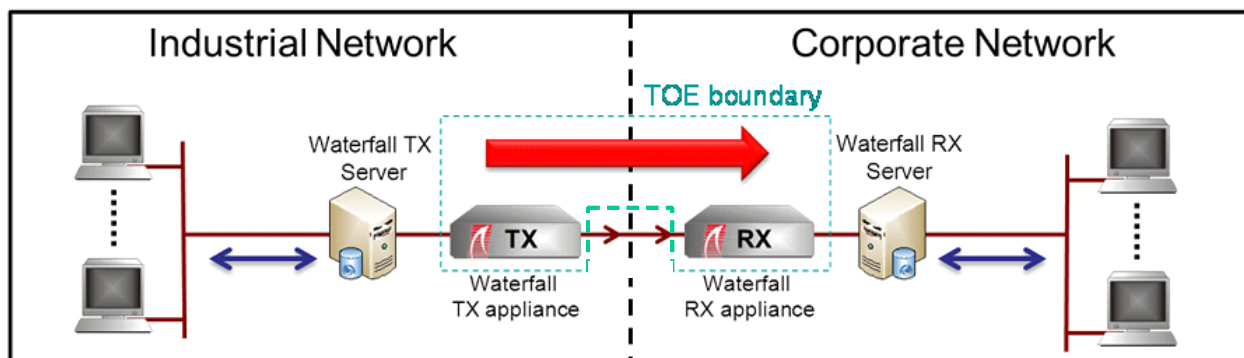 Industrial Network
Corporate Network
TOE boundary
Waterfall TX
Server
Waterfall RX
Server
TX
RX
Waterfall
TX appliance
Waterfall
RX appliance